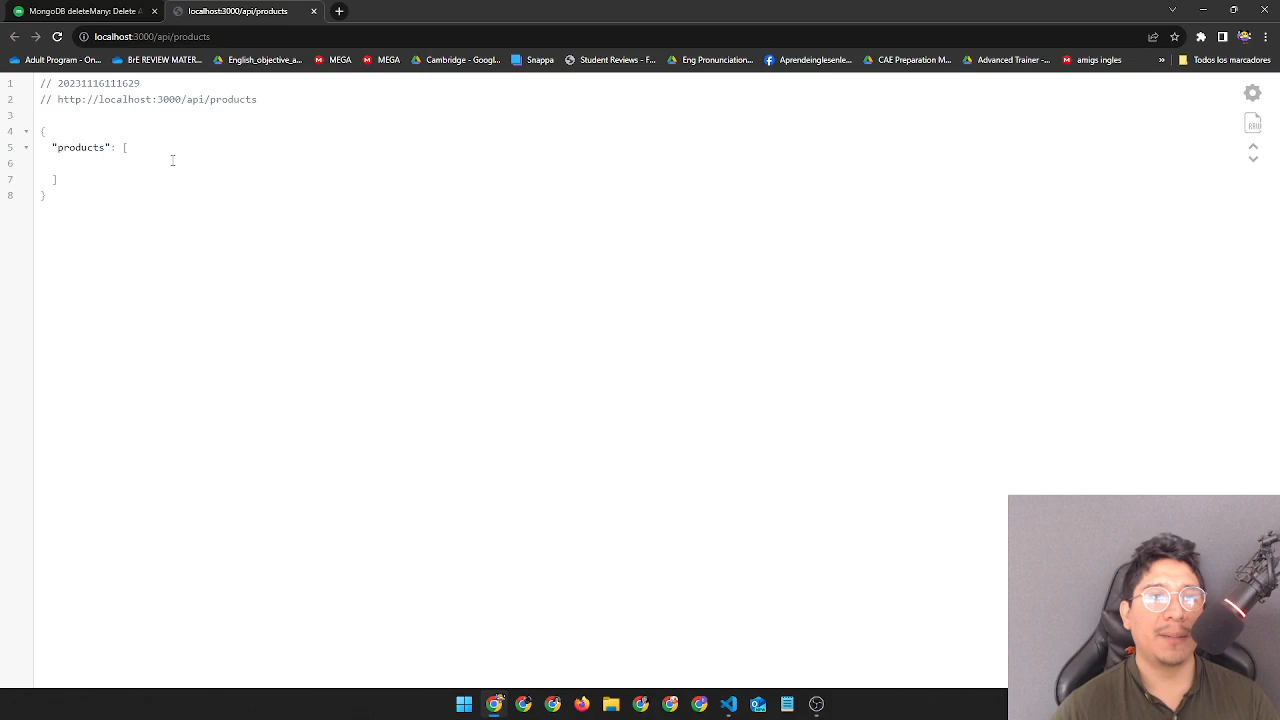 MongoDB deleteMany: Delete A
localhost:3000/api/products
localhost:3000/api/products
Adult Program - On...
BrE REVIEW MATER...
English_objective_a...
MEGA
MEGA
Cambridge - Googl...
Snappa
Student Reviews - F...
Eng Pronunciation...
Aprendeinglesenle...
CAE Preparation M...
Advanced Trainer -...
amigs ingles
»
Todos los marcadores
1 // 20231116111629
2 // http://localhost:3000/api/products
3
4 {
5 "products": [
6
7 ]
8 }
RAW